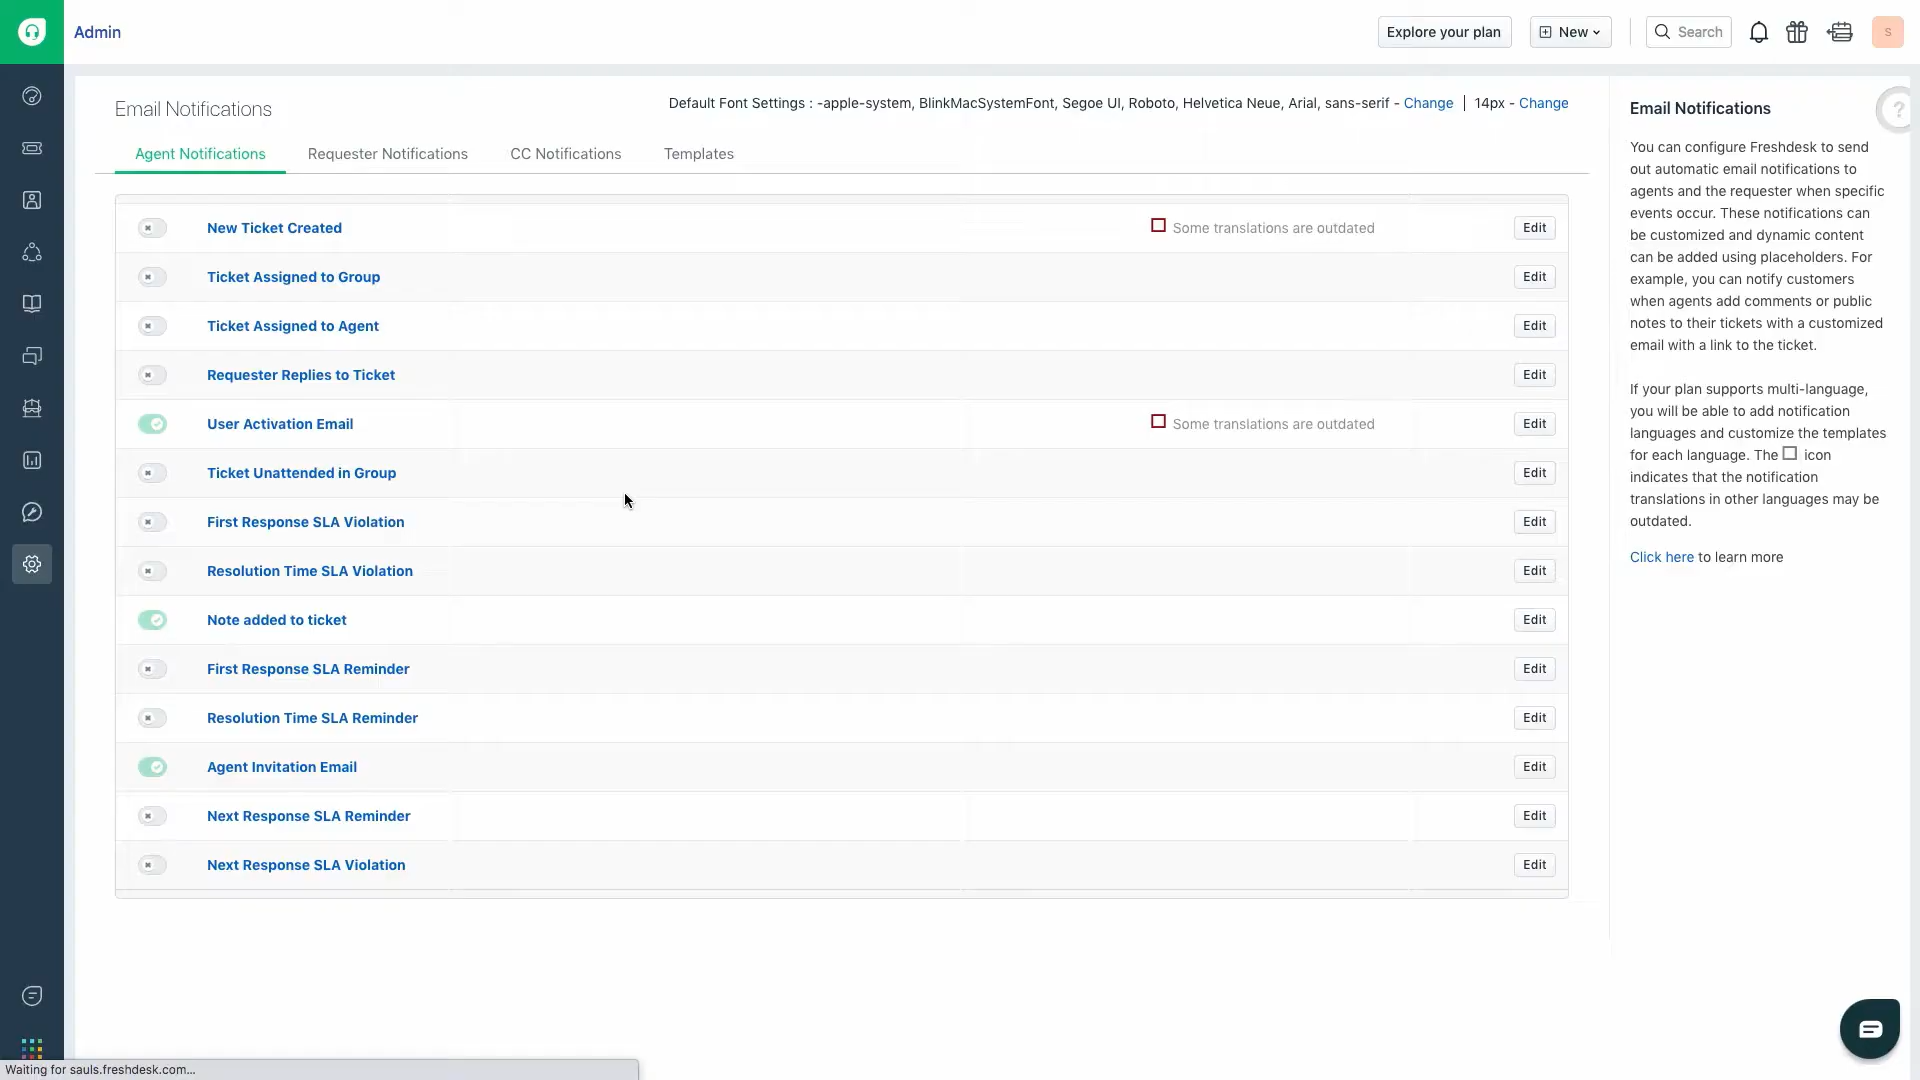 Admin
Explore your plan
New
Search
S
Email Notifications
Default Font Settings : -apple-system, BlinkMacSystemFont, Segoe UI, Roboto, Helvetica Neue, Arial, sans-serif - Change | 14px - Change
Agent Notifications
Requester Notifications
CC Notifications
Templates
New Ticket Created
Some translations are outdated
Edit
Ticket Assigned to Group
Edit
Ticket Assigned to Agent
Edit
Requester Replies to Ticket
Edit
User Activation Email
Some translations are outdated
Edit
Ticket Unattended in Group
Edit
First Response SLA Violation
Edit
Resolution Time SLA Violation
Edit
Note added to ticket
Edit
First Response SLA Reminder
Edit
Resolution Time SLA Reminder
Edit
Agent Invitation Email
Edit
Next Response SLA Reminder
Edit
Next Response SLA Violation
Edit
Email Notifications
?
You can configure Freshdesk to send
out automatic email notifications to
agents and the requester when specific
events occur. These notifications can
be customized and dynamic content
can be added using placeholders. For
example, you can notify customers
when agents add comments or public
notes to their tickets with a customized
email with a link to the ticket.
If your plan supports multi-language,
you will be able to add notification
languages and customize the templates
for each language. The icon
indicates that the notification
translations in other languages may be
outdated.
Click here to learn more
Waiting for sauls.freshdesk.com...